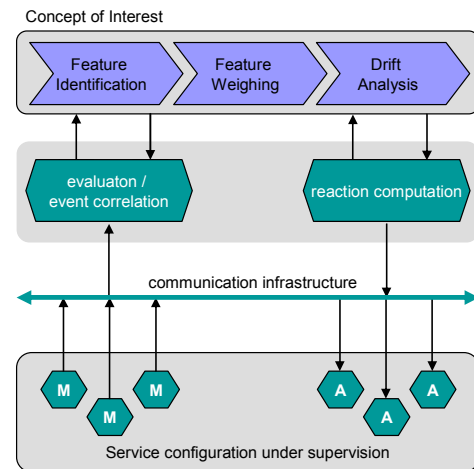 Concept of Interest
Feature
Identification
Feature
Weighing
Drift
Analysis
evaluaton /
event correlation
reaction computation
communication infrastructure
M
M
M
A
A
A
Service configuration under supervision